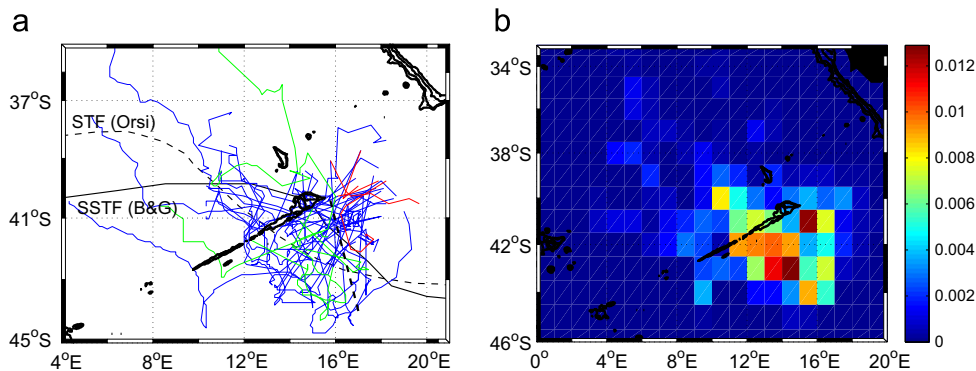 a
37°S
STF (Orsi)
SSTF (B&G)
41°S
45°S
4°E
8°E
12°E
16°E
20°E
b
34°S
38°S
42°S
46°S
0°
4°E
8°E
12°E
16°E
20°E
0.012
0.010
0.008
0.006
0.004
0.002
0